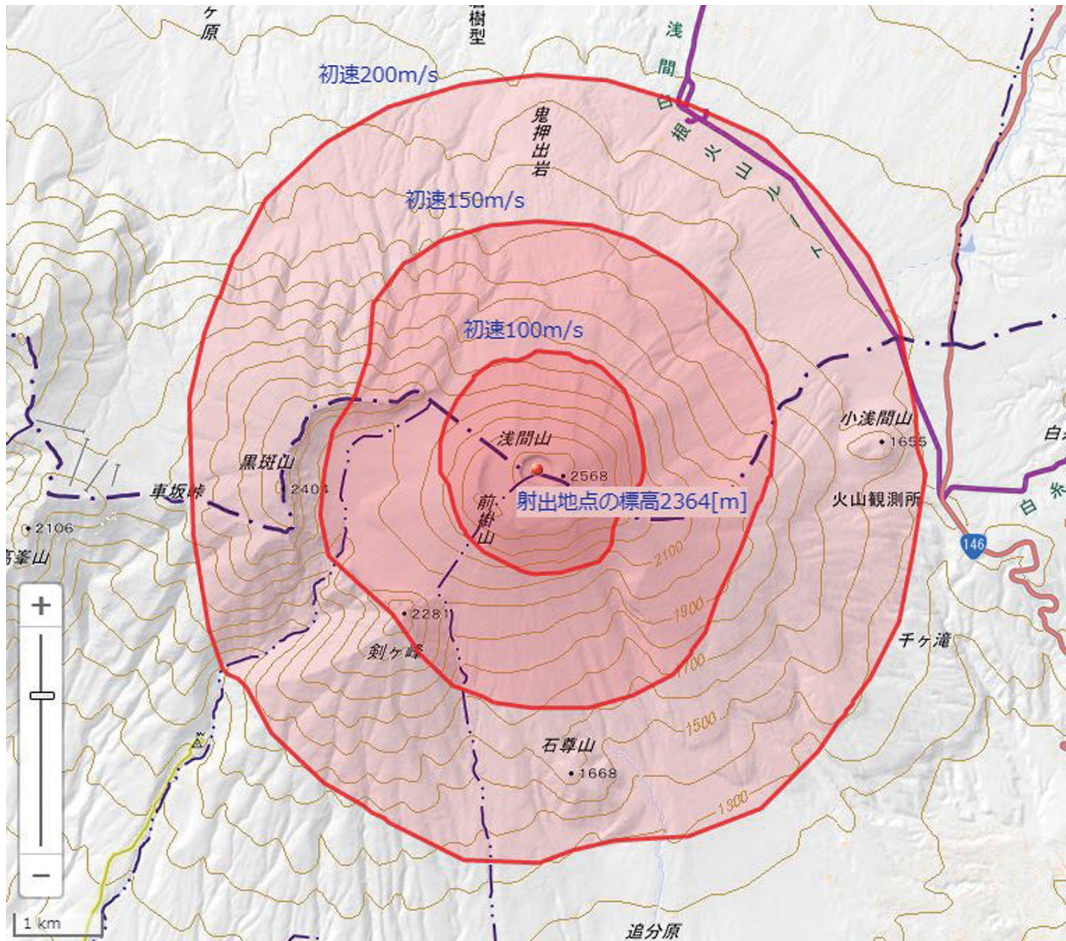 ヶ原
樹型
浅間白根火山ルート
初速200m/s
鬼押出岩
初速150m/s
初速100m/s
小浅間山
1655
浅間山
2568
黒斑山
2404
車坂峠
2106
高峯山
射出地点の標高2364[m]
前掛山
火山観測所
146
2100
1900
2281
剣ヶ峰
千ヶ滝
1700
1500
石尊山
1668
1300
追分原
+
−
1 km